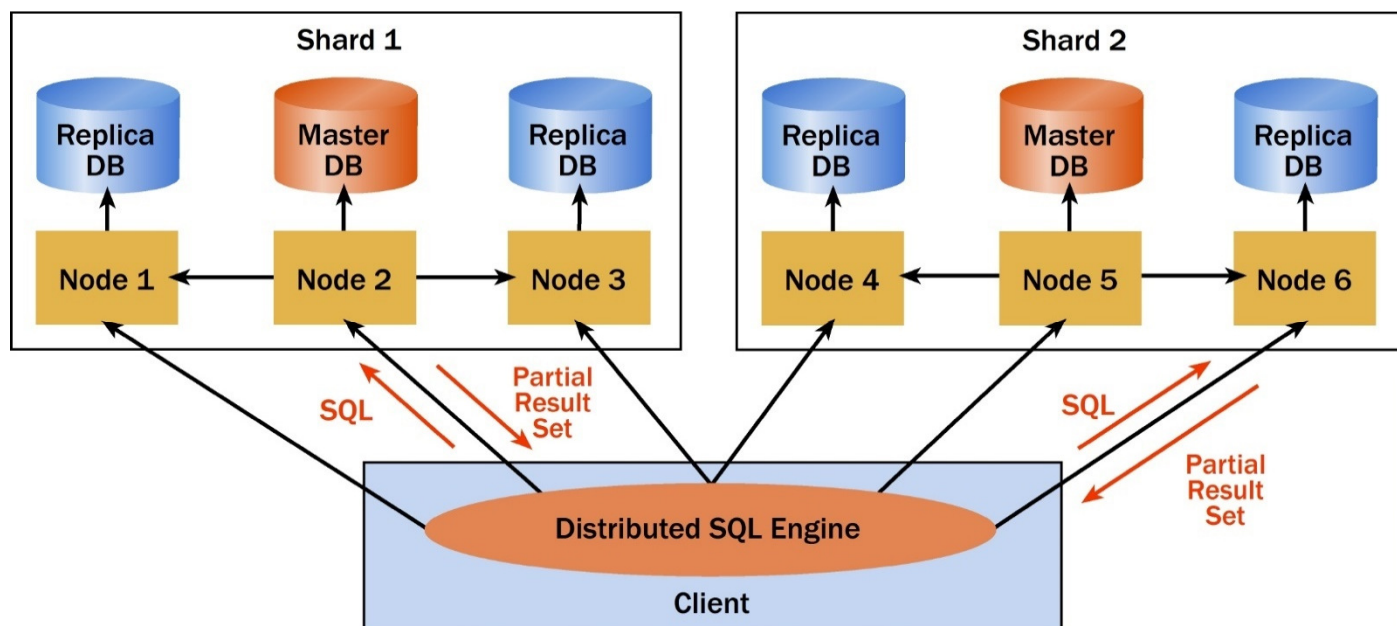 Shard 1
Shard 2
Replica
DB
Master
DB
Replica
DB
Replica
DB
Master
DB
Replica
DB
Node 1
Node 2
Node 3
Node 4
Node 5
Node 6
SQL
Partial
Result
Set
SQL
Partial
Result
Set
Distributed SQL Engine
Client